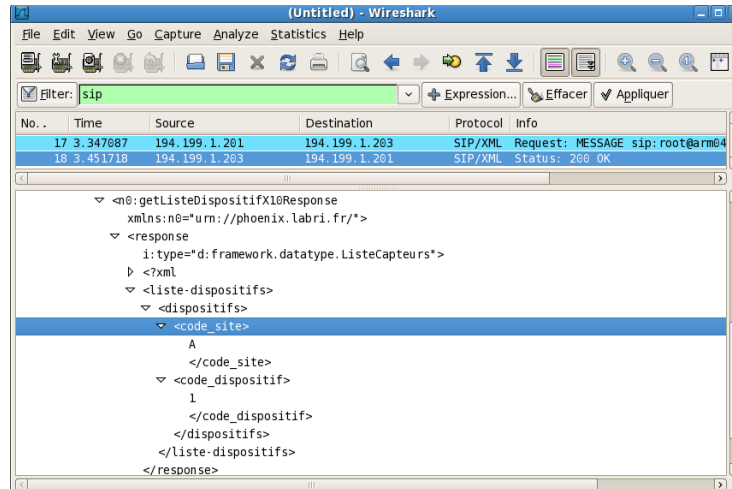 (Untitled) - Wireshark
File Edit View Go Capture Analyze Statistics Help
Filter: sip Expression... Effacer Appliquer
No. . Time Source Destination Protocol Info
17 3.347087 194.199.1.201 194.199.1.203 SIP/XML Request: MESSAGE sip:root@arm04
18 3.451718 194.199.1.203 194.199.1.201 SIP/XML Status: 200 OK
<n0:getListeDispositifX10Response
xmlns:n0="urn://phoenix.labri.fr/">
<response
i:type="d:framework.datatype.ListeCapteurs">
<?xml
<liste-dispositifs>
<dispositifs>
<code_site>
A
</code_site>
<code_dispositif>
1
</code_dispositif>
</dispositifs>
</liste-dispositifs>
</response>